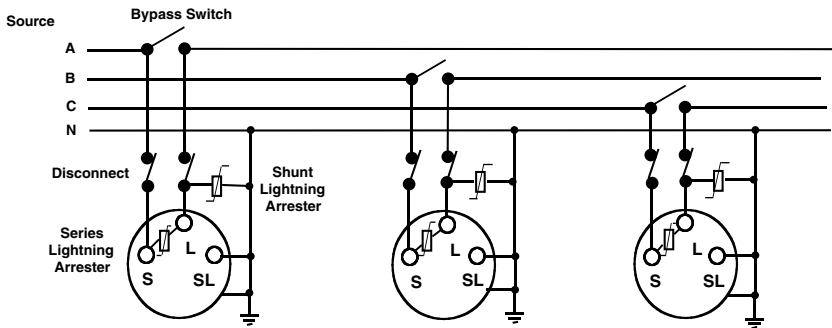 Bypass Switch
Source
A
B
C
N
Disconnect
Shunt
Lightning
Arrester
Series
Lightning
Arrester
L
S
SL
L
S
SL
L
S
SL